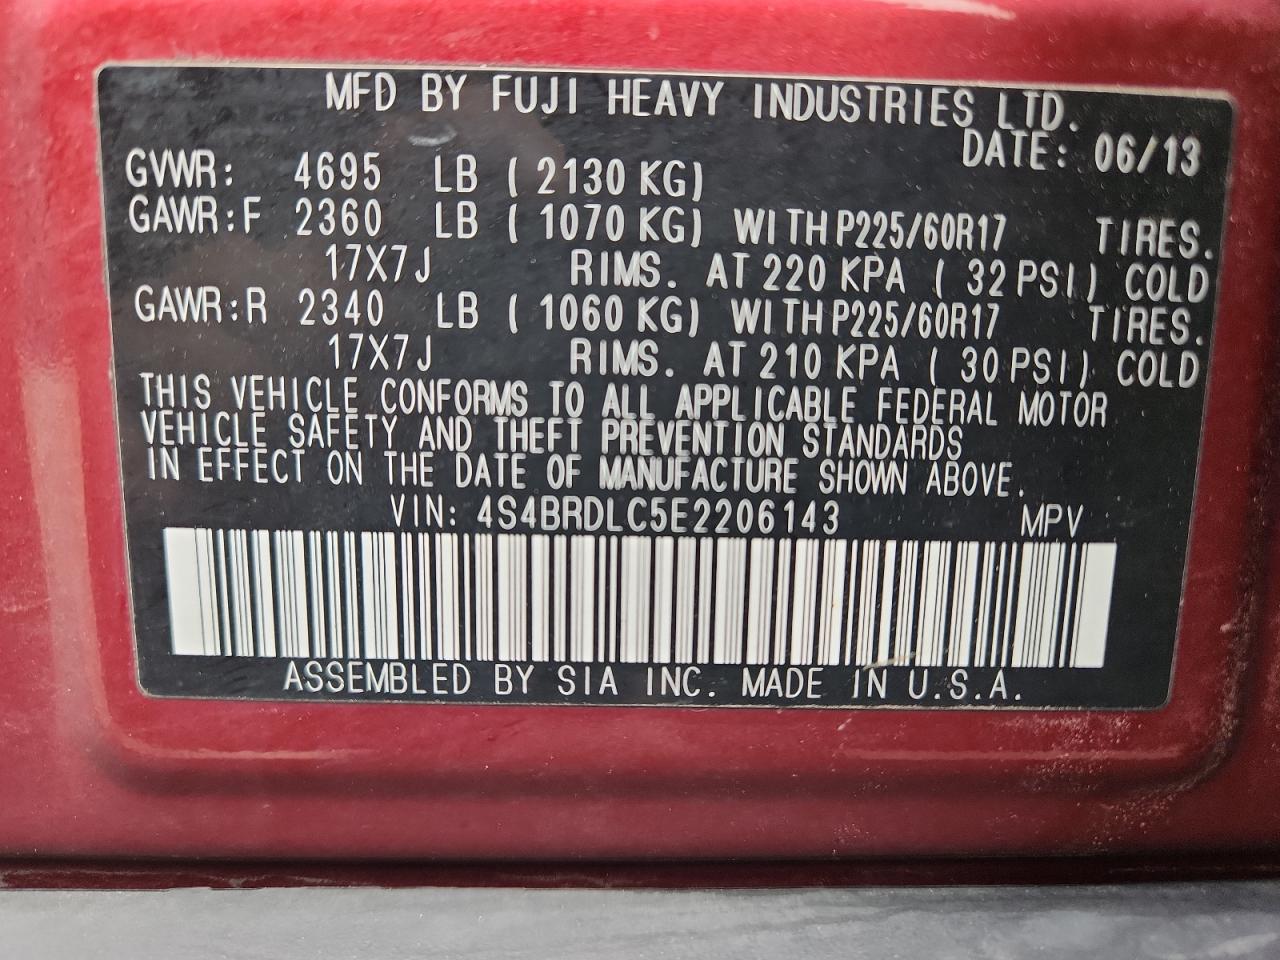 MFD BY FUJI HEAVY INDUSTRIES LTD.
DATE: 06/13
GVWR: 4695 LB ( 2130 KG)
GAWR:F 2360 LB ( 1070 KG) WITH P225/60R17 TIRES.
17X7J RIMS. AT 220 KPA ( 32 PSI) COLD
GAWR:R 2340 LB ( 1060 KG) WITH P225/60R17 TIRES.
17X7J RIMS. AT 210 KPA ( 30 PSI) COLD
THIS VEHICLE CONFORMS TO ALL APPLICABLE FEDERAL MOTOR
VEHICLE SAFETY AND THEFT PREVENTION STANDARDS
IN EFFECT ON THE DATE OF MANUFACTURE SHOWN ABOVE.
VIN: 4S4BRDLC5E2206143 MPV
ASSEMBLED BY SIA INC. MADE IN U.S.A.